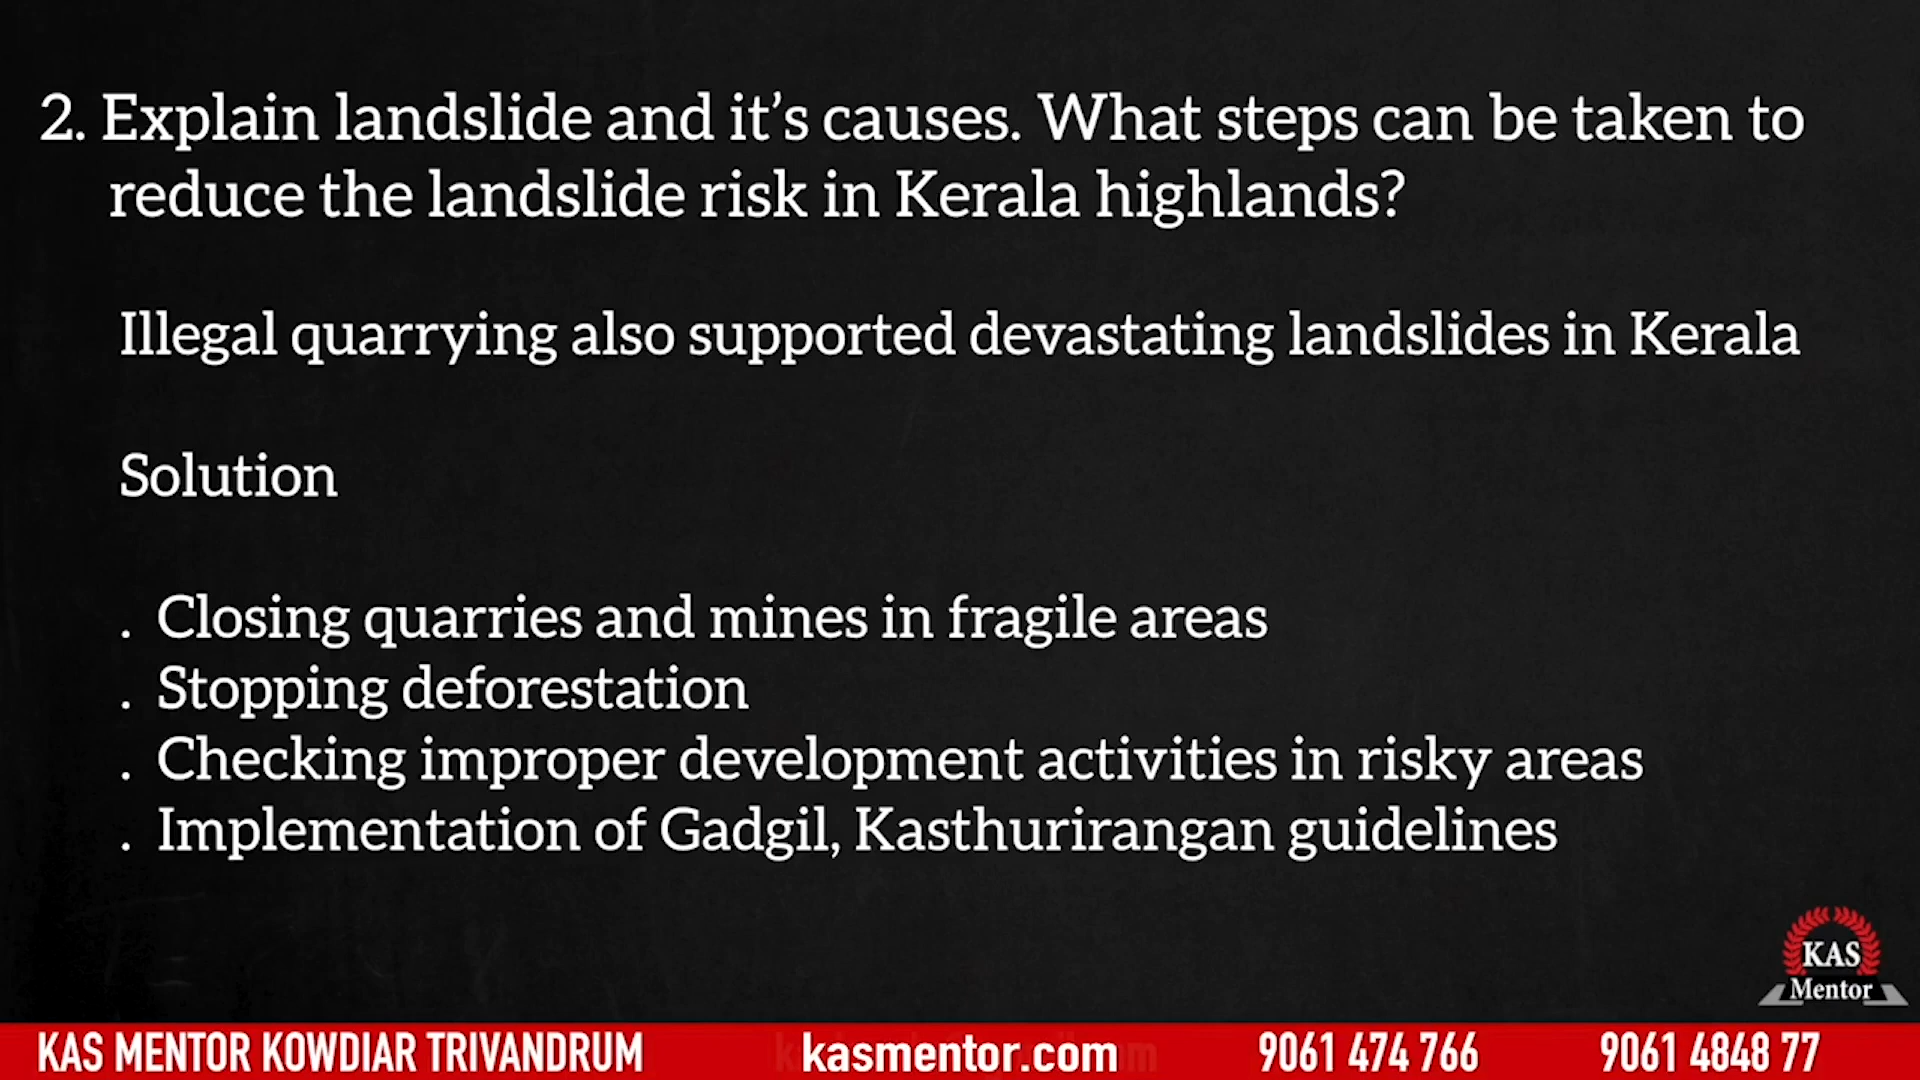 2. Explain landslide and it’s causes. What steps can be taken to
reduce the landslide risk in Kerala highlands?
Illegal quarrying also supported devastating landslides in Kerala
Solution
. Closing quarries and mines in fragile areas
. Stopping deforestation
. Checking improper development activities in risky areas
. Implementation of Gadgil, Kasthurirangan guidelines
KAS
Mentor
KAS MENTOR KOWDIAR TRIVANDRUM kasmentor.com 9061 474 766 9061 4848 77